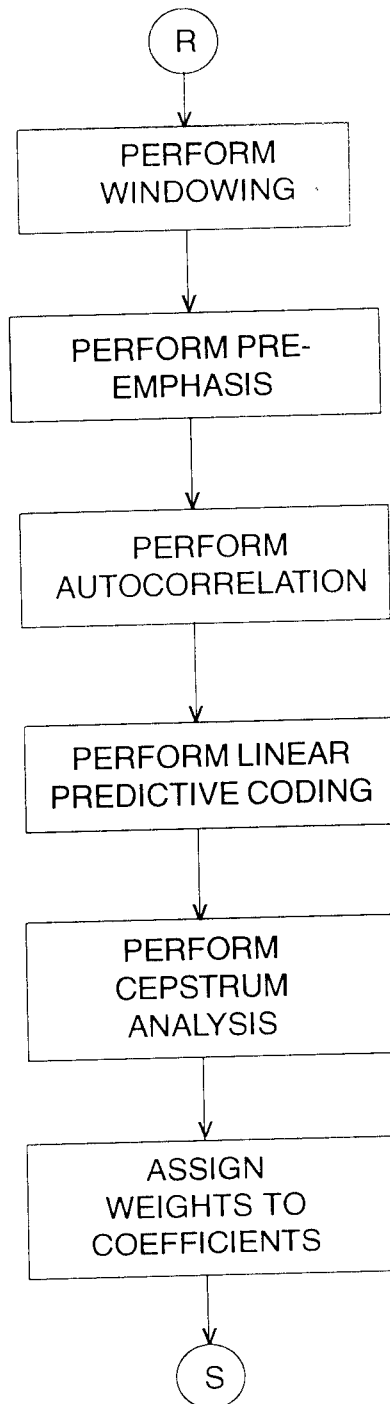 R
PERFORM
WINDOWING
PERFORM PRE-
EMPHASIS
PERFORM
AUTOCORRELATION
PERFORM LINEAR
PREDICTIVE CODING
PERFORM
CEPSTRUM
ANALYSIS
ASSIGN
WEIGHTS TO
COEFFICIENTS
S